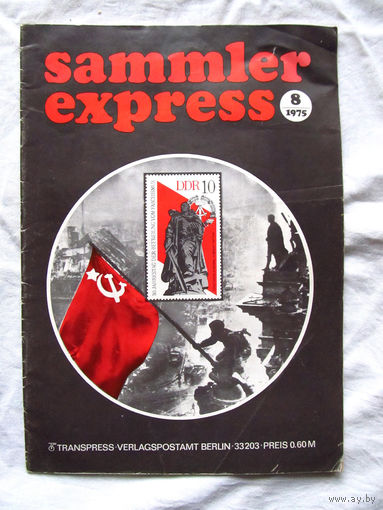 sammler
express
8
1975
DDR 10
TRANSPRESS · VERLAGSPOSTAMT BERLIN · 33203 · PREIS 0.60 M
www.ay.by